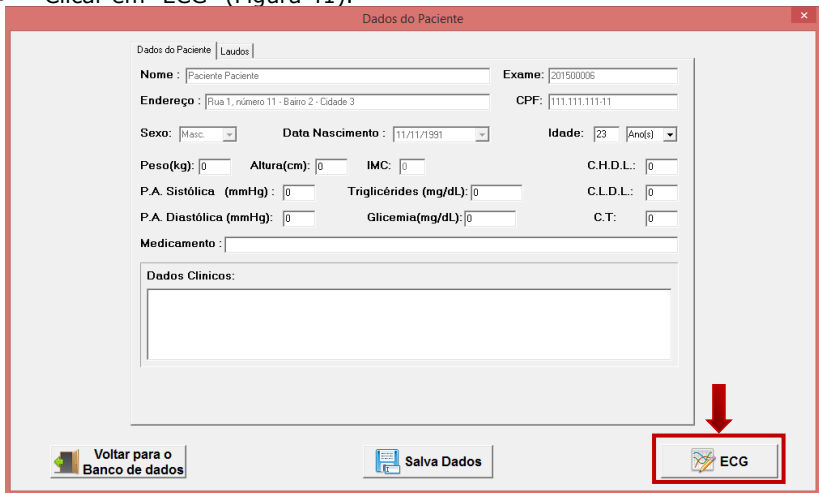 Clicar em "ECG" (Figura 41).
Dados do Paciente
Dados do Paciente Laudos
Nome : Paciente Paciente Exame: 201500006
Endereço : Rua 1, número 11 - Bairro 2 - Cidade 3 CPF: 111.111.111-11
Sexo: Masc. Data Nascimento : 11/11/1991 Idade: 23 Ano(s)
Peso(kg): 0 Altura(cm): 0 IMC: 0 C.H.D.L.: 0
P.A. Sistólica (mmHg) : 0 Triglicérides (mg/dL): 0 C.L.D.L.: 0
P.A. Diastólica (mmHg): 0 Glicemia(mg/dL): 0 C.T: 0
Medicamento :
Dados Clinicos:
Voltar para o
Banco de dados
Salva Dados
ECG